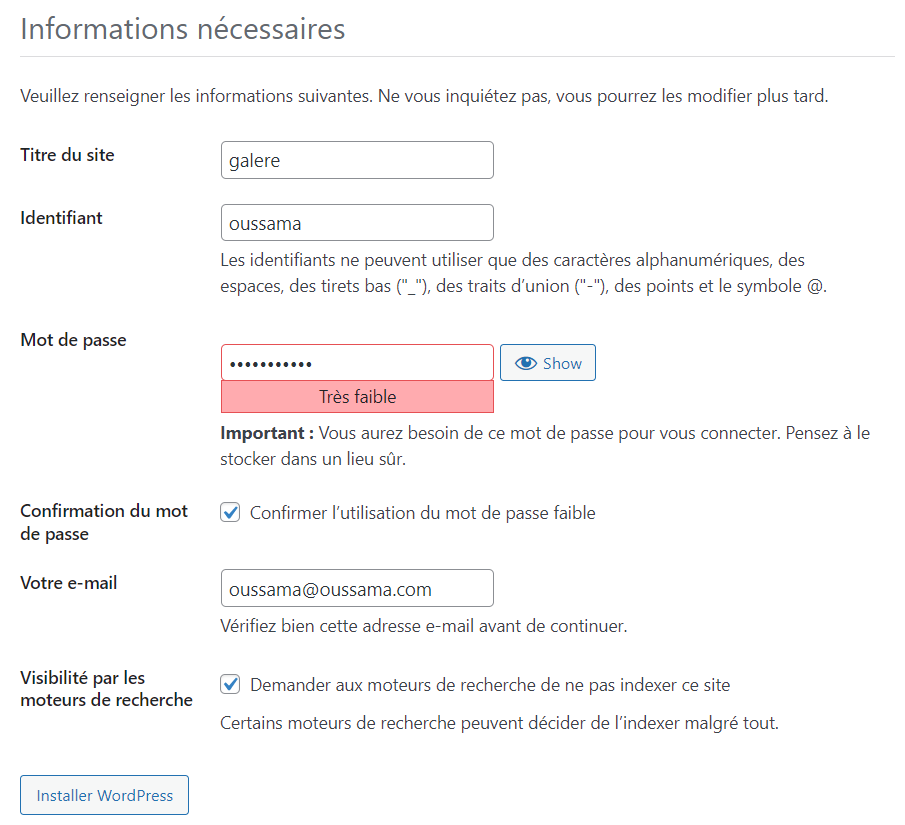 Informations nécessaires
Veuillez renseigner les informations suivantes. Ne vous inquiétez pas, vous pourrez les modifier plus tard.
Titre du site
galere
Identifiant
oussama
Les identifiants ne peuvent utiliser que des caractères alphanumériques, des
espaces, des tirets bas ("_"), des traits d’union ("-"), des points et le symbole @.
Mot de passe
•••••••••••
Show
Très faible
Important : Vous aurez besoin de ce mot de passe pour vous connecter. Pensez à le
stocker dans un lieu sûr.
Confirmation du mot
de passe
Confirmer l’utilisation du mot de passe faible
Votre e-mail
oussama@oussama.com
Vérifiez bien cette adresse e-mail avant de continuer.
Visibilité par les
moteurs de recherche
Demander aux moteurs de recherche de ne pas indexer ce site
Certains moteurs de recherche peuvent décider de l’indexer malgré tout.
Installer WordPress